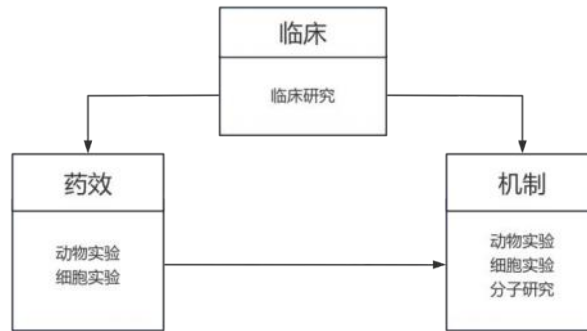 临床
临床研究
药效
动物实验
细胞实验
机制
动物实验
细胞实验
分子研究